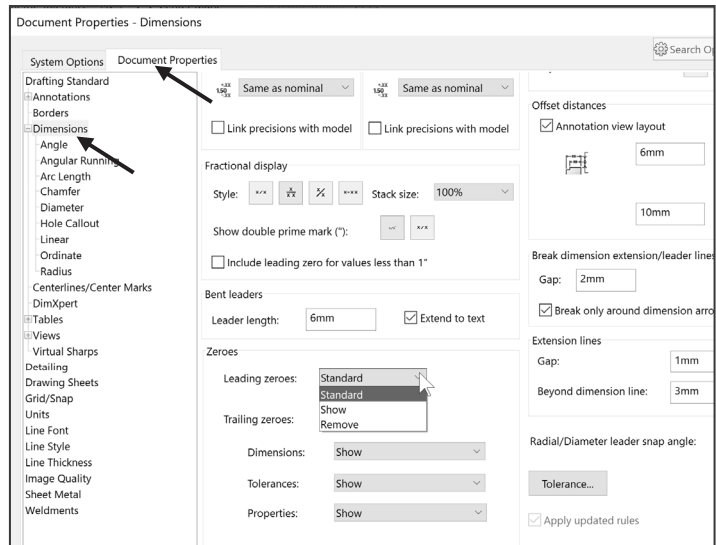 Document Properties - Dimensions
Search Op
System Options
Document Properties
Drafting Standard
Annotations
Borders
Dimensions
Angle
Angular Running
Arc Length
Chamfer
Diameter
Hole Callout
Linear
Ordinate
Radius
Centerlines/Center Marks
DimXpert
Tables
Views
Virtual Sharps
Detailing
Drawing Sheets
Grid/Snap
Units
Line Font
Line Style
Line Thickness
Image Quality
Sheet Metal
Weldments
Same as nominal
Same as nominal
Link precisions with model
Link precisions with model
Fractional display
Style:
Stack size: 100%
Show double prime mark ("):
Include leading zero for values less than 1"
Bent leaders
Leader length: 6mm
Extend to text
Zeroes
Leading zeroes: Standard
Standard
Show
Remove
Trailing zeroes:
Dimensions: Show
Tolerances: Show
Properties: Show
Offset distances
Annotation view layout
6mm
10mm
Break dimension extension/leader lines
Gap: 2mm
Break only around dimension arro
Extension lines
Gap: 1mm
Beyond dimension line: 3mm
Radial/Diameter leader snap angle:
Tolerance...
Apply updated rules